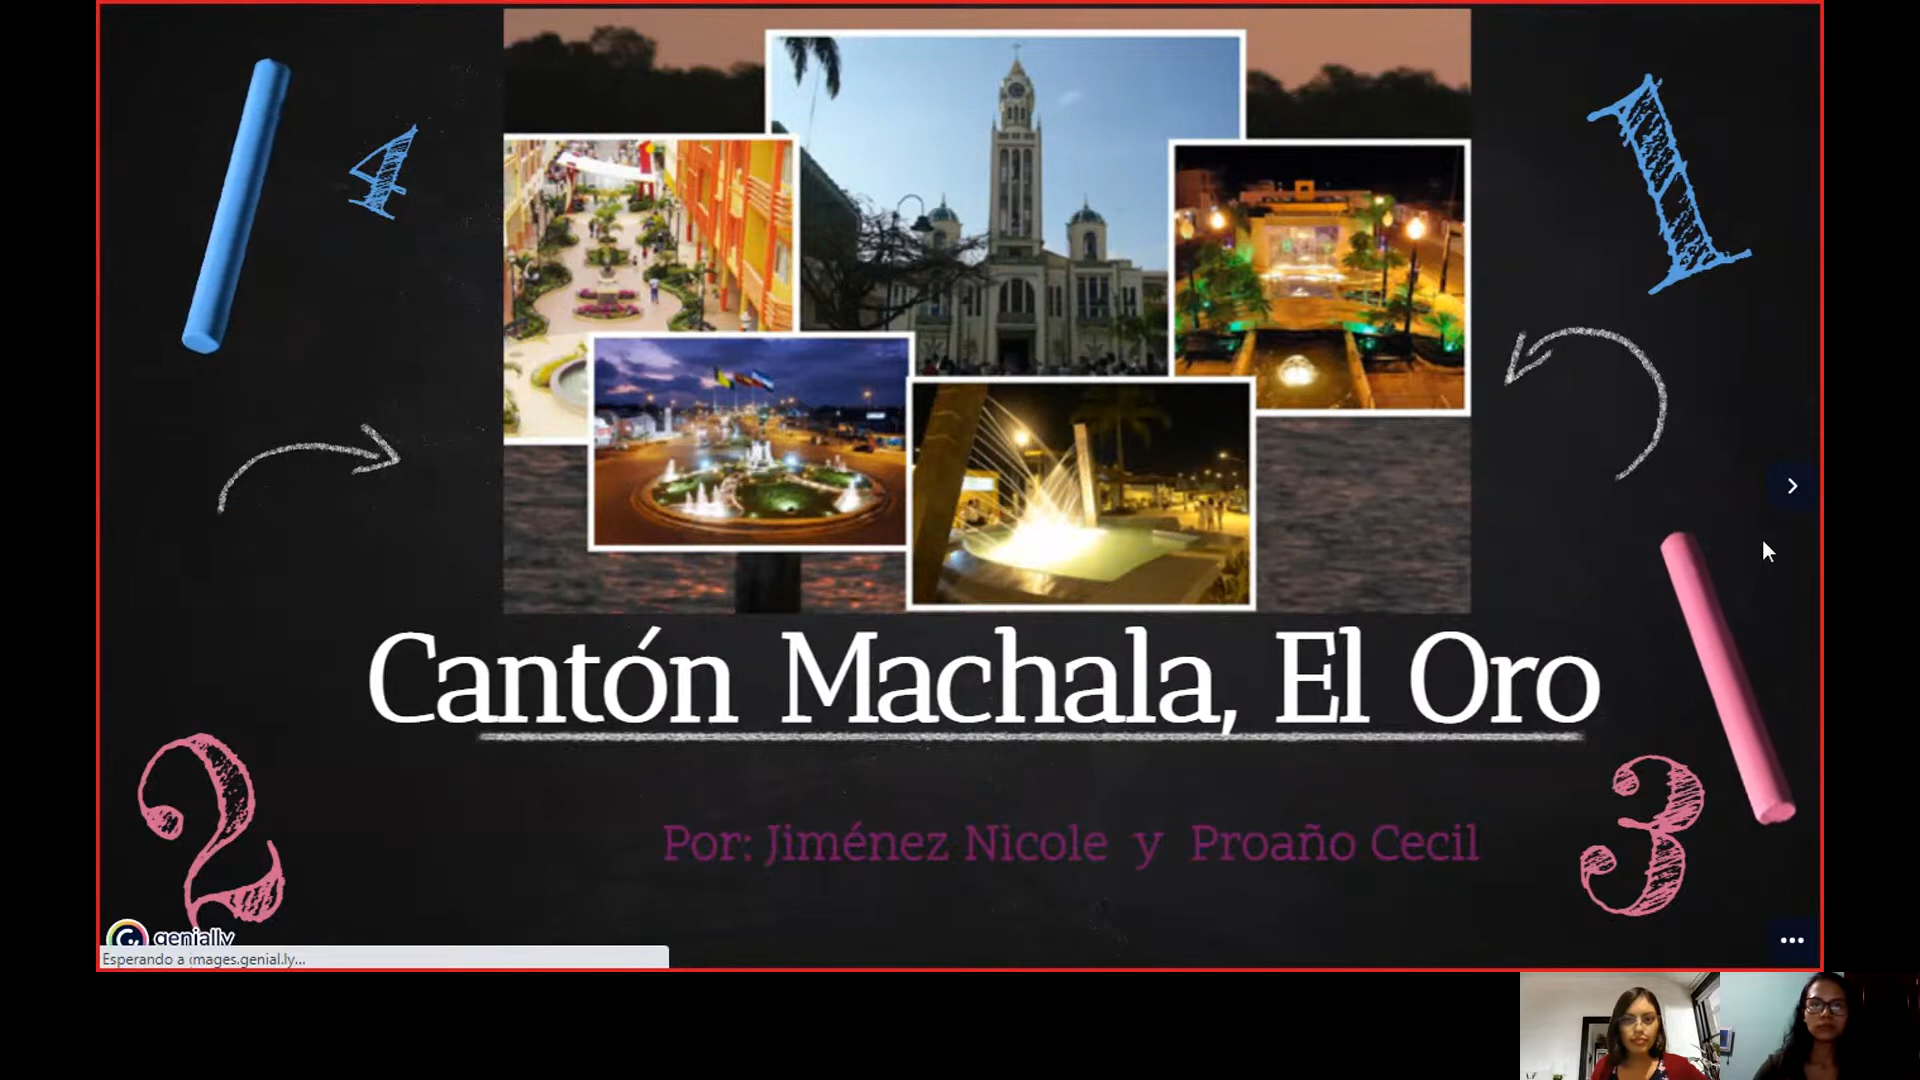 4
1
Cantón Machala, El Oro
2
3
Por: Jiménez Nicole y Proaño Cecil
genially
Esperando a images.genial.ly...